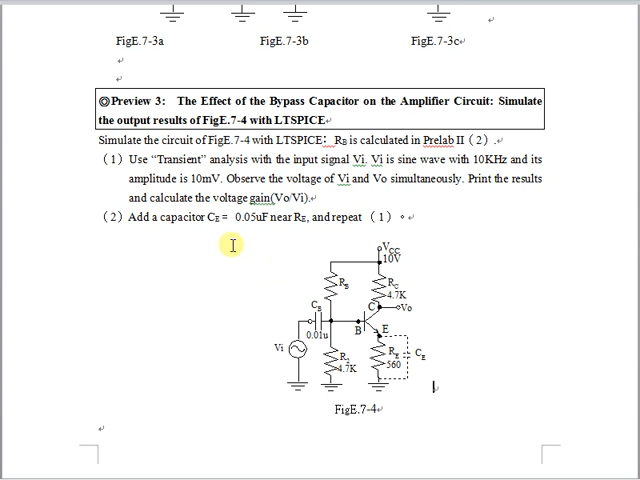 FigE.7-3a FigE.7-3b FigE.7-3c
◎Preview 3: The Effect of the Bypass Capacitor on the Amplifier Circuit: Simulate
the output results of FigE.7-4 with LTSPICE
Simulate the circuit of FigE.7-4 with LTSPICE: RB is calculated in Prelab II (2) .
(1) Use "Transient" analysis with the input signal Vi. Vi is sine wave with 10KHz and its
amplitude is 10mV. Observe the voltage of Vi and Vo simultaneously. Print the results
and calculate the voltage gain(Vo/Vi).
(2) Add a capacitor CE = 0.05uF near RE, and repeat (1) 。
VCC
10V
RB RC
4.7K
CB C Vo
0.01u B E
Vi R2 RE CE
4.7K 560
FigE.7-4